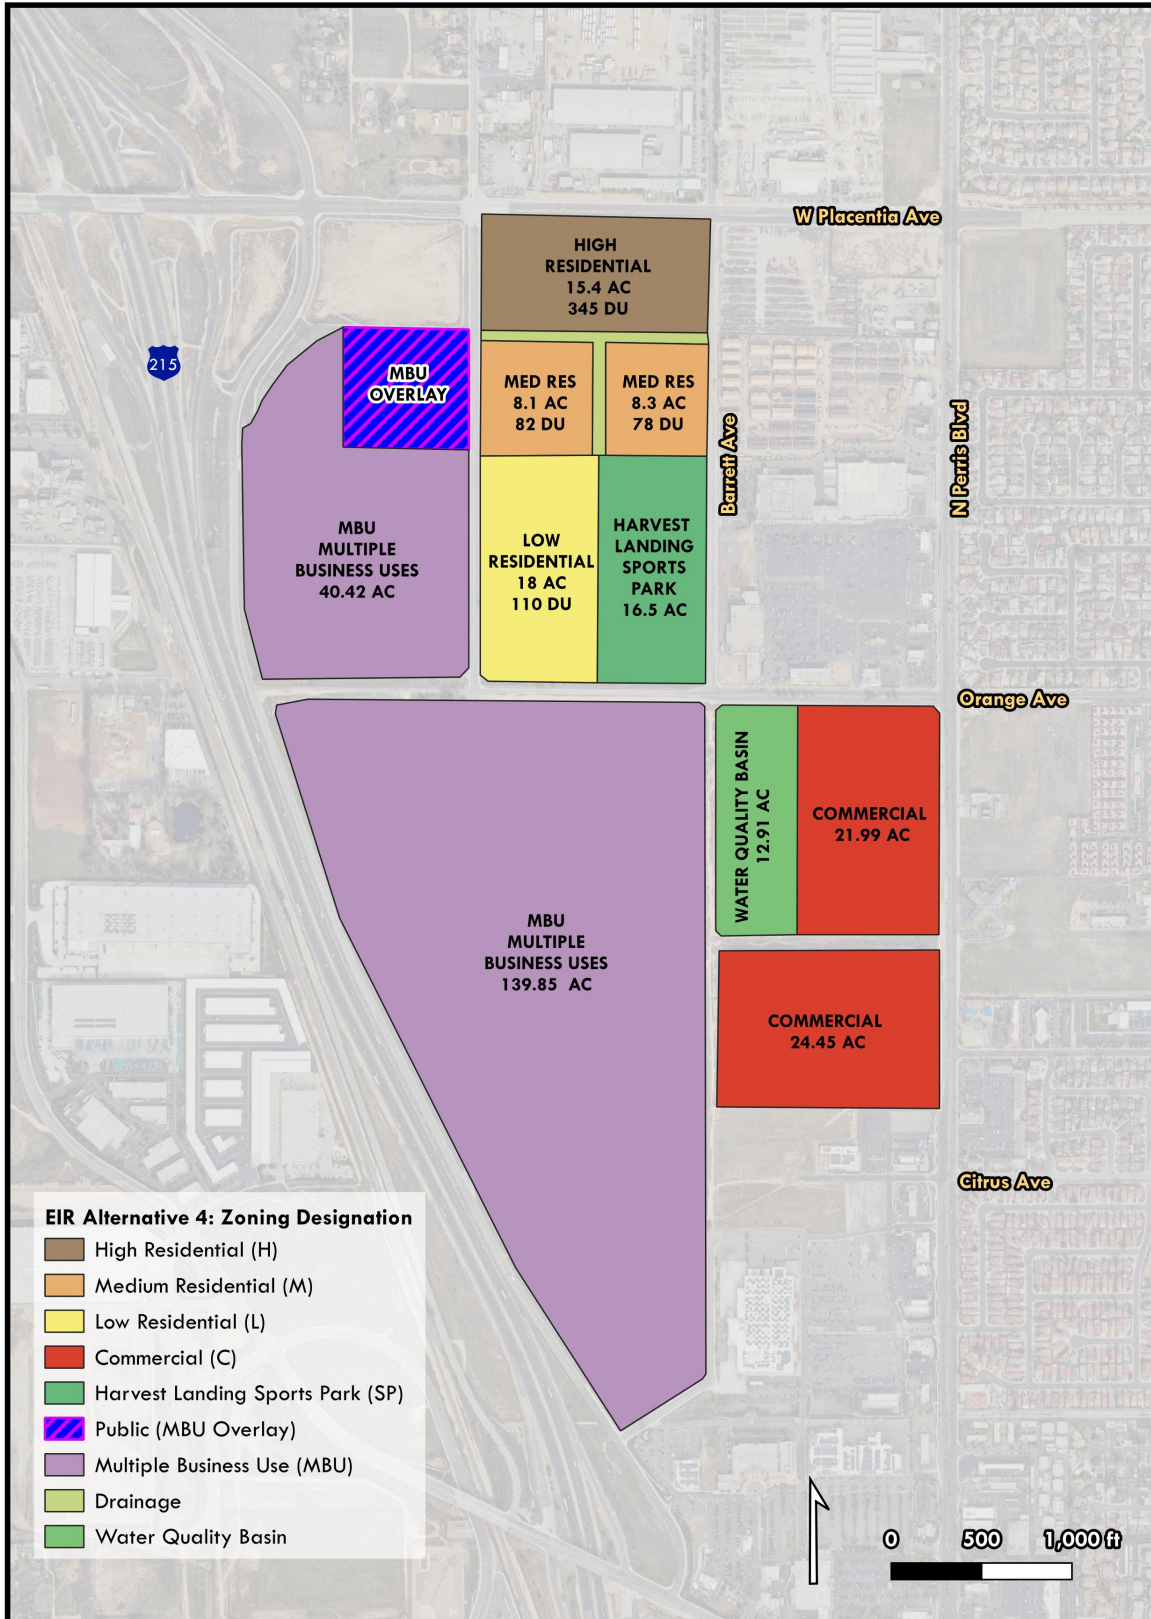 W Placentia Ave
HIGH
RESIDENTIAL
15.4 AC
345 DU
215
MBU
OVERLAY
MED RES
8.1 AC
82 DU
MED RES
8.3 AC
78 DU
Barrett Ave
N Perris Blvd
MBU
MULTIPLE
BUSINESS USES
40.42 AC
LOW
RESIDENTIAL
18 AC
110 DU
HARVEST
LANDING
SPORTS
PARK
16.5 AC
Orange Ave
WATER QUALITY BASIN
12.91 AC
COMMERCIAL
21.99 AC
MBU
MULTIPLE
BUSINESS USES
139.85 AC
COMMERCIAL
24.45 AC
Citrus Ave
EIR Alternative 4: Zoning Designation
High Residential (H)
Medium Residential (M)
Low Residential (L)
Commercial (C)
Harvest Landing Sports Park (SP)
Public (MBU Overlay)
Multiple Business Use (MBU)
Drainage
Water Quality Basin
0 500 1,000 ft